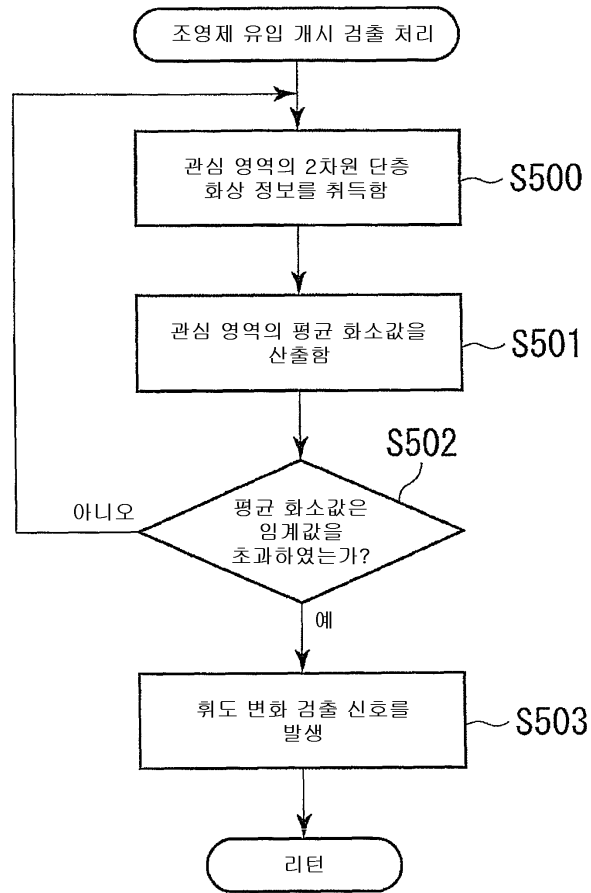 조영제 유입 개시 검출 처리
관심 영역의 2차원 단층
화상 정보를 취득함
S500
관심 영역의 평균 화소값을
산출함
S501
S502
평균 화소값은
임계값을
초과하였는가?
아니오
예
휘도 변화 검출 신호를
발생
S503
리턴